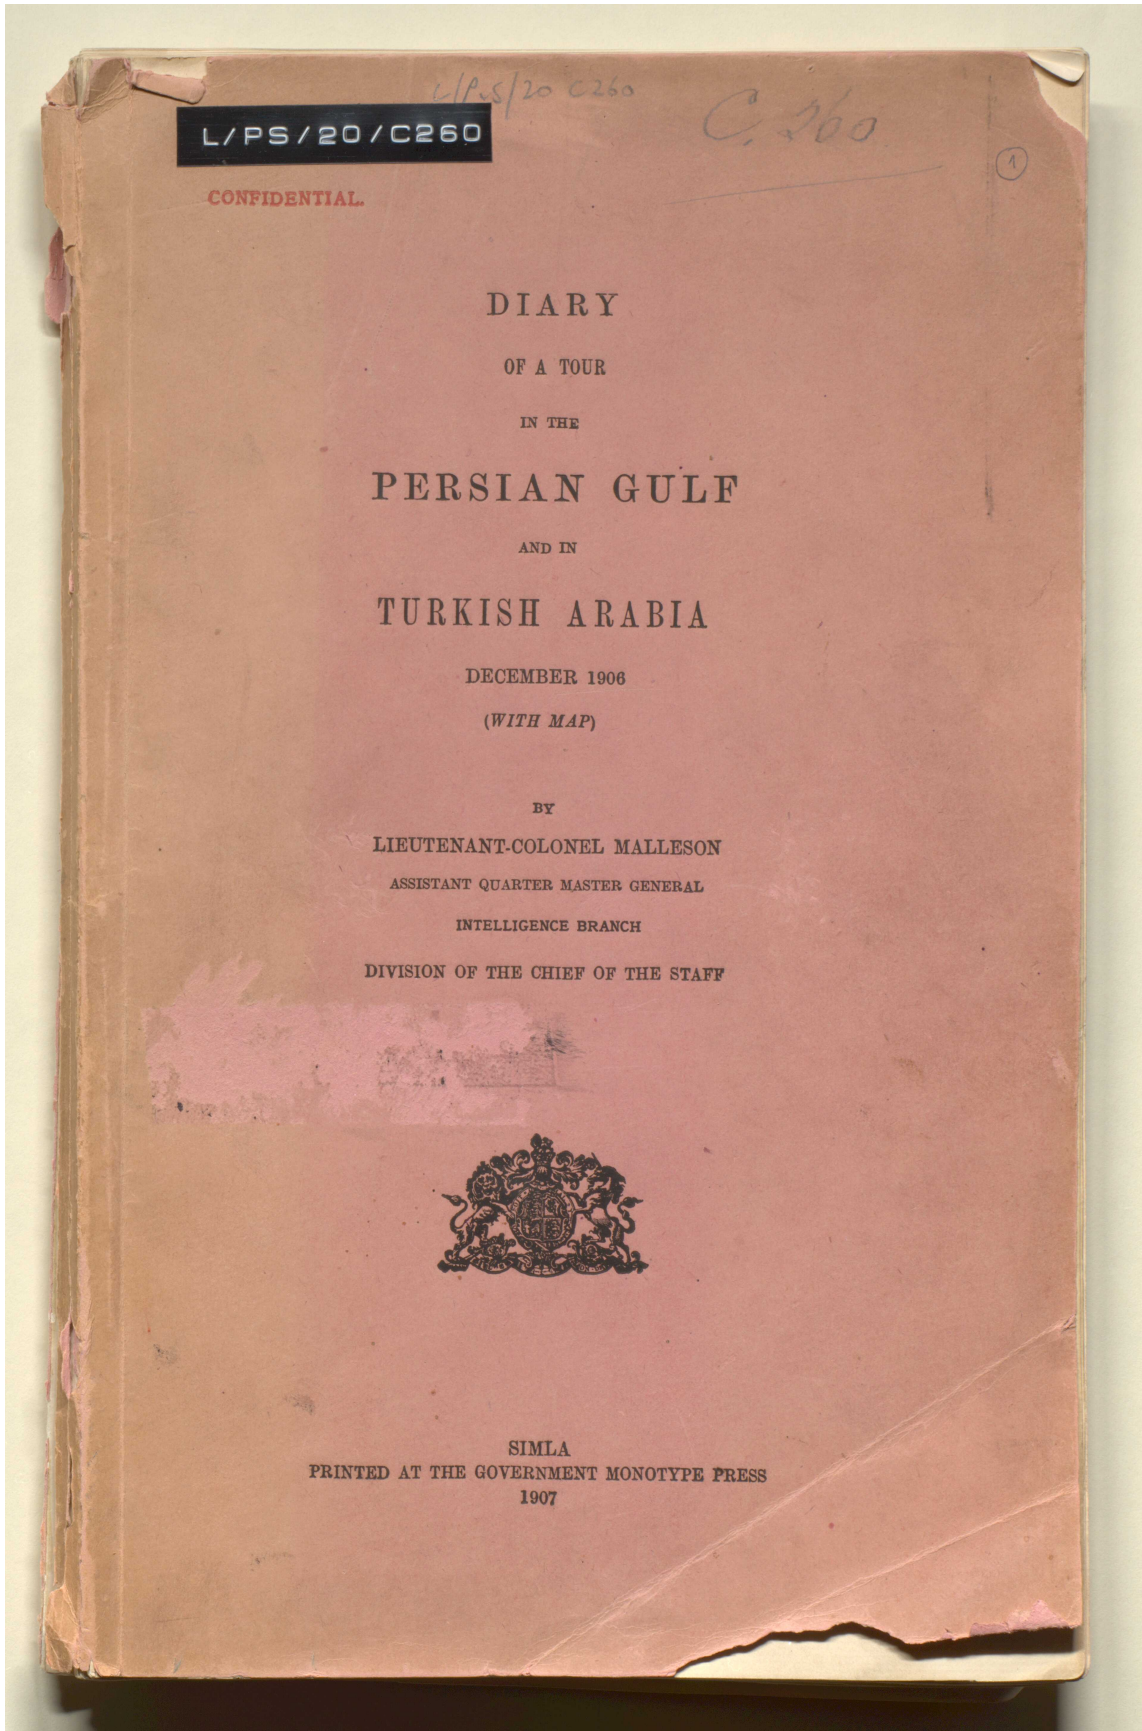 L/P.S/20 C260
C. 260
L/PS/20/C260
1
CONFIDENTIAL.
DIARY
OF A TOUR
IN THE
PERSIAN GULF
AND IN
TURKISH ARABIA
DECEMBER 1906
(WITH MAP)
BY
LIEUTENANT-COLONEL MALLESON
ASSISTANT QUARTER MASTER GENERAL
INTELLIGENCE BRANCH
DIVISION OF THE CHIEF OF THE STAFF
SIMLA
PRINTED AT THE GOVERNMENT MONOTYPE PRESS
1907